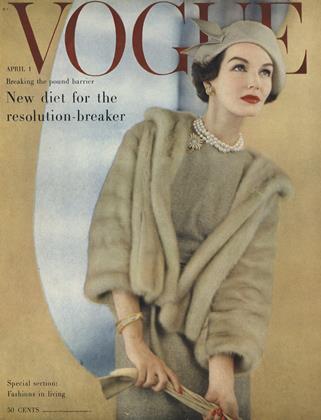 VOGUE
APRIL 1
Breaking the pound barrier
New diet for the
resolution-breaker
Special section:
Fashions in living
50 CENTS